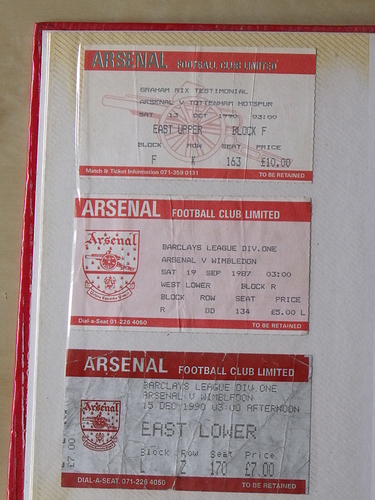 ARSENAL FOOTBALL CLUB LIMITED
GRAHAM RIX TESTIMONIAL
ARSENAL V TOTTENHAM HOTSPUR
SAT 13 OCT 1990 03:00
EAST UPPER BLOCK F
BLOCK ROW SEAT PRICE
F K 163 £10.00
Match & Ticket Information 071-359 0131 TO BE RETAINED
ARSENAL FOOTBALL CLUB LIMITED
Arsenal
BARCLAYS LEAGUE DIV.ONE
ARSENAL V WIMBLEDON
SAT 19 SEP 1987 03:00
WEST LOWER BLOCK R
BLOCK ROW SEAT PRICE
R DD 134 £5.00 L
Dial-a-Seat 01-226 4060 TO BE RETAINED
ARSENAL FOOTBALL CLUB LIMITED
BARCLAYS LEAGUE DIV.ONE
ARSENAL V WIMBLEDON
15 DEC 1990 03:00 AFTERNOON
Arsenal
EAST LOWER
Block Row Seat Price
L Z 170 £7.00
£7.00
DIAL-A-SEAT 071-226 4060 TO BE RETAINED